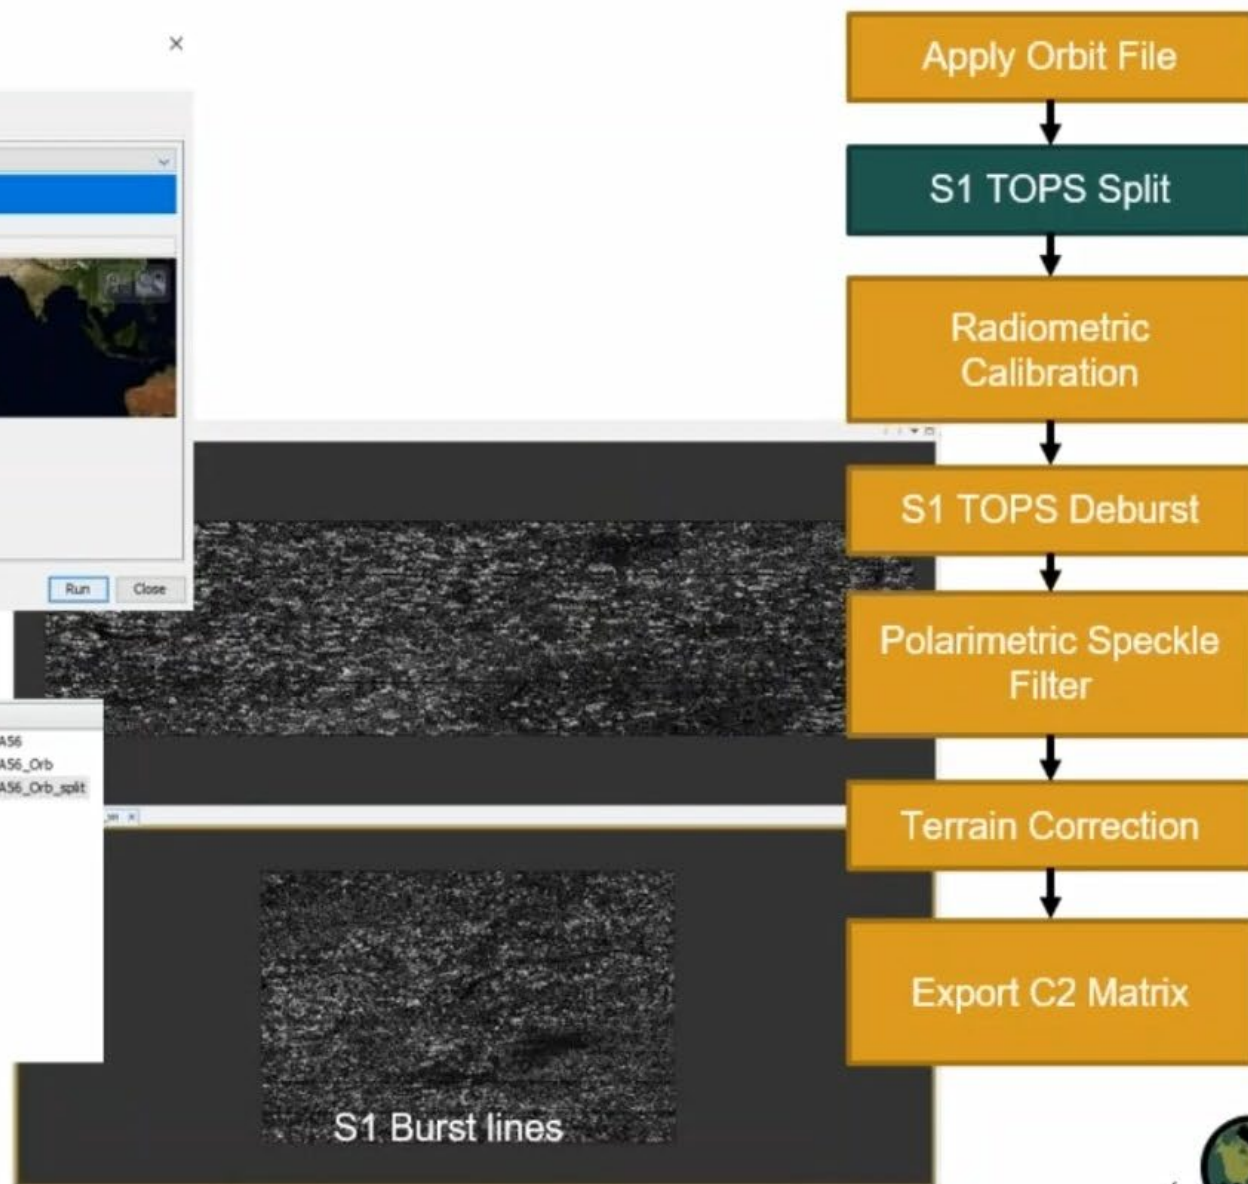 Apply Orbit File
S1 TOPS Split
Radiometric
Calibration
S1 TOPS Deburst
Run
Close
Polarimetric Speckle
Filter
A56
A56_Orb
A56_Orb_split
Terrain Correction
Export C2 Matrix
S1 Burst lines